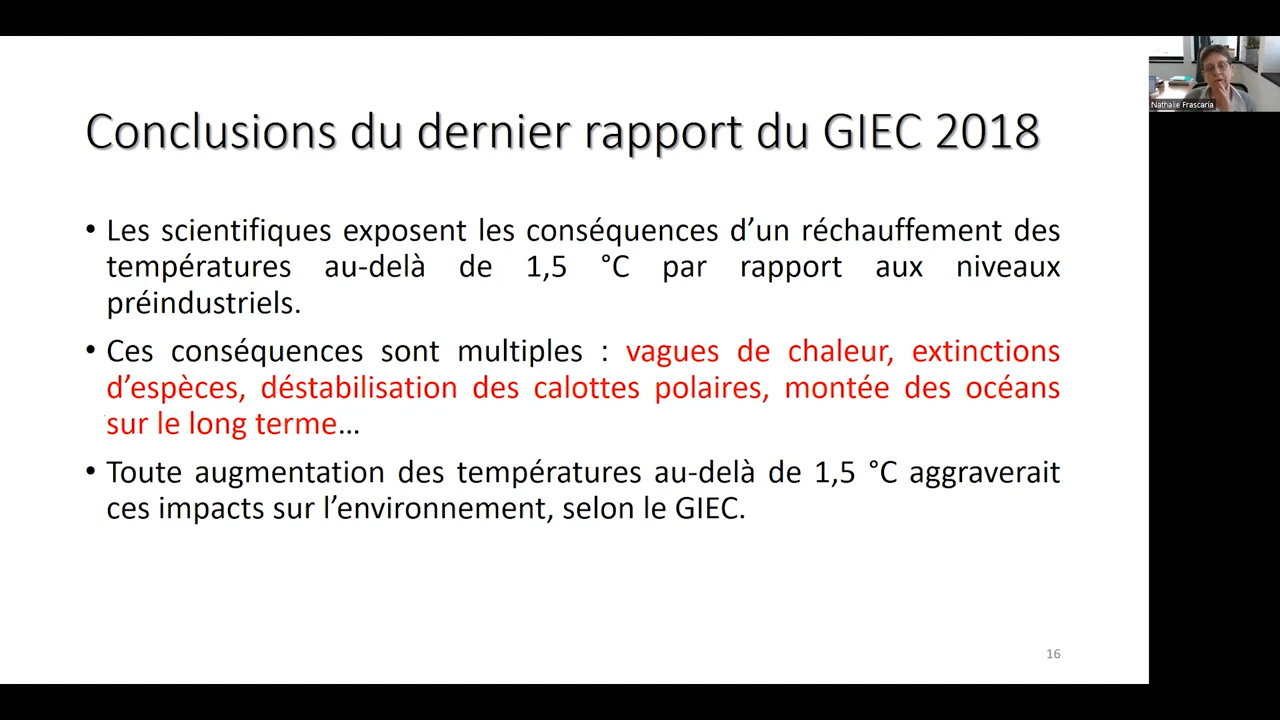 Conclusions du dernier rapport du GIEC 2018
• Les scientifiques exposent les conséquences d’un réchauffement des
températures au-delà de 1,5 °C par rapport aux niveaux
préindustriels.
• Ces conséquences sont multiples : vagues de chaleur, extinctions
d’espèces, déstabilisation des calottes polaires, montée des océans
sur le long terme…
• Toute augmentation des températures au-delà de 1,5 °C aggraverait
ces impacts sur l’environnement, selon le GIEC.
16
Nathalie Frascaria